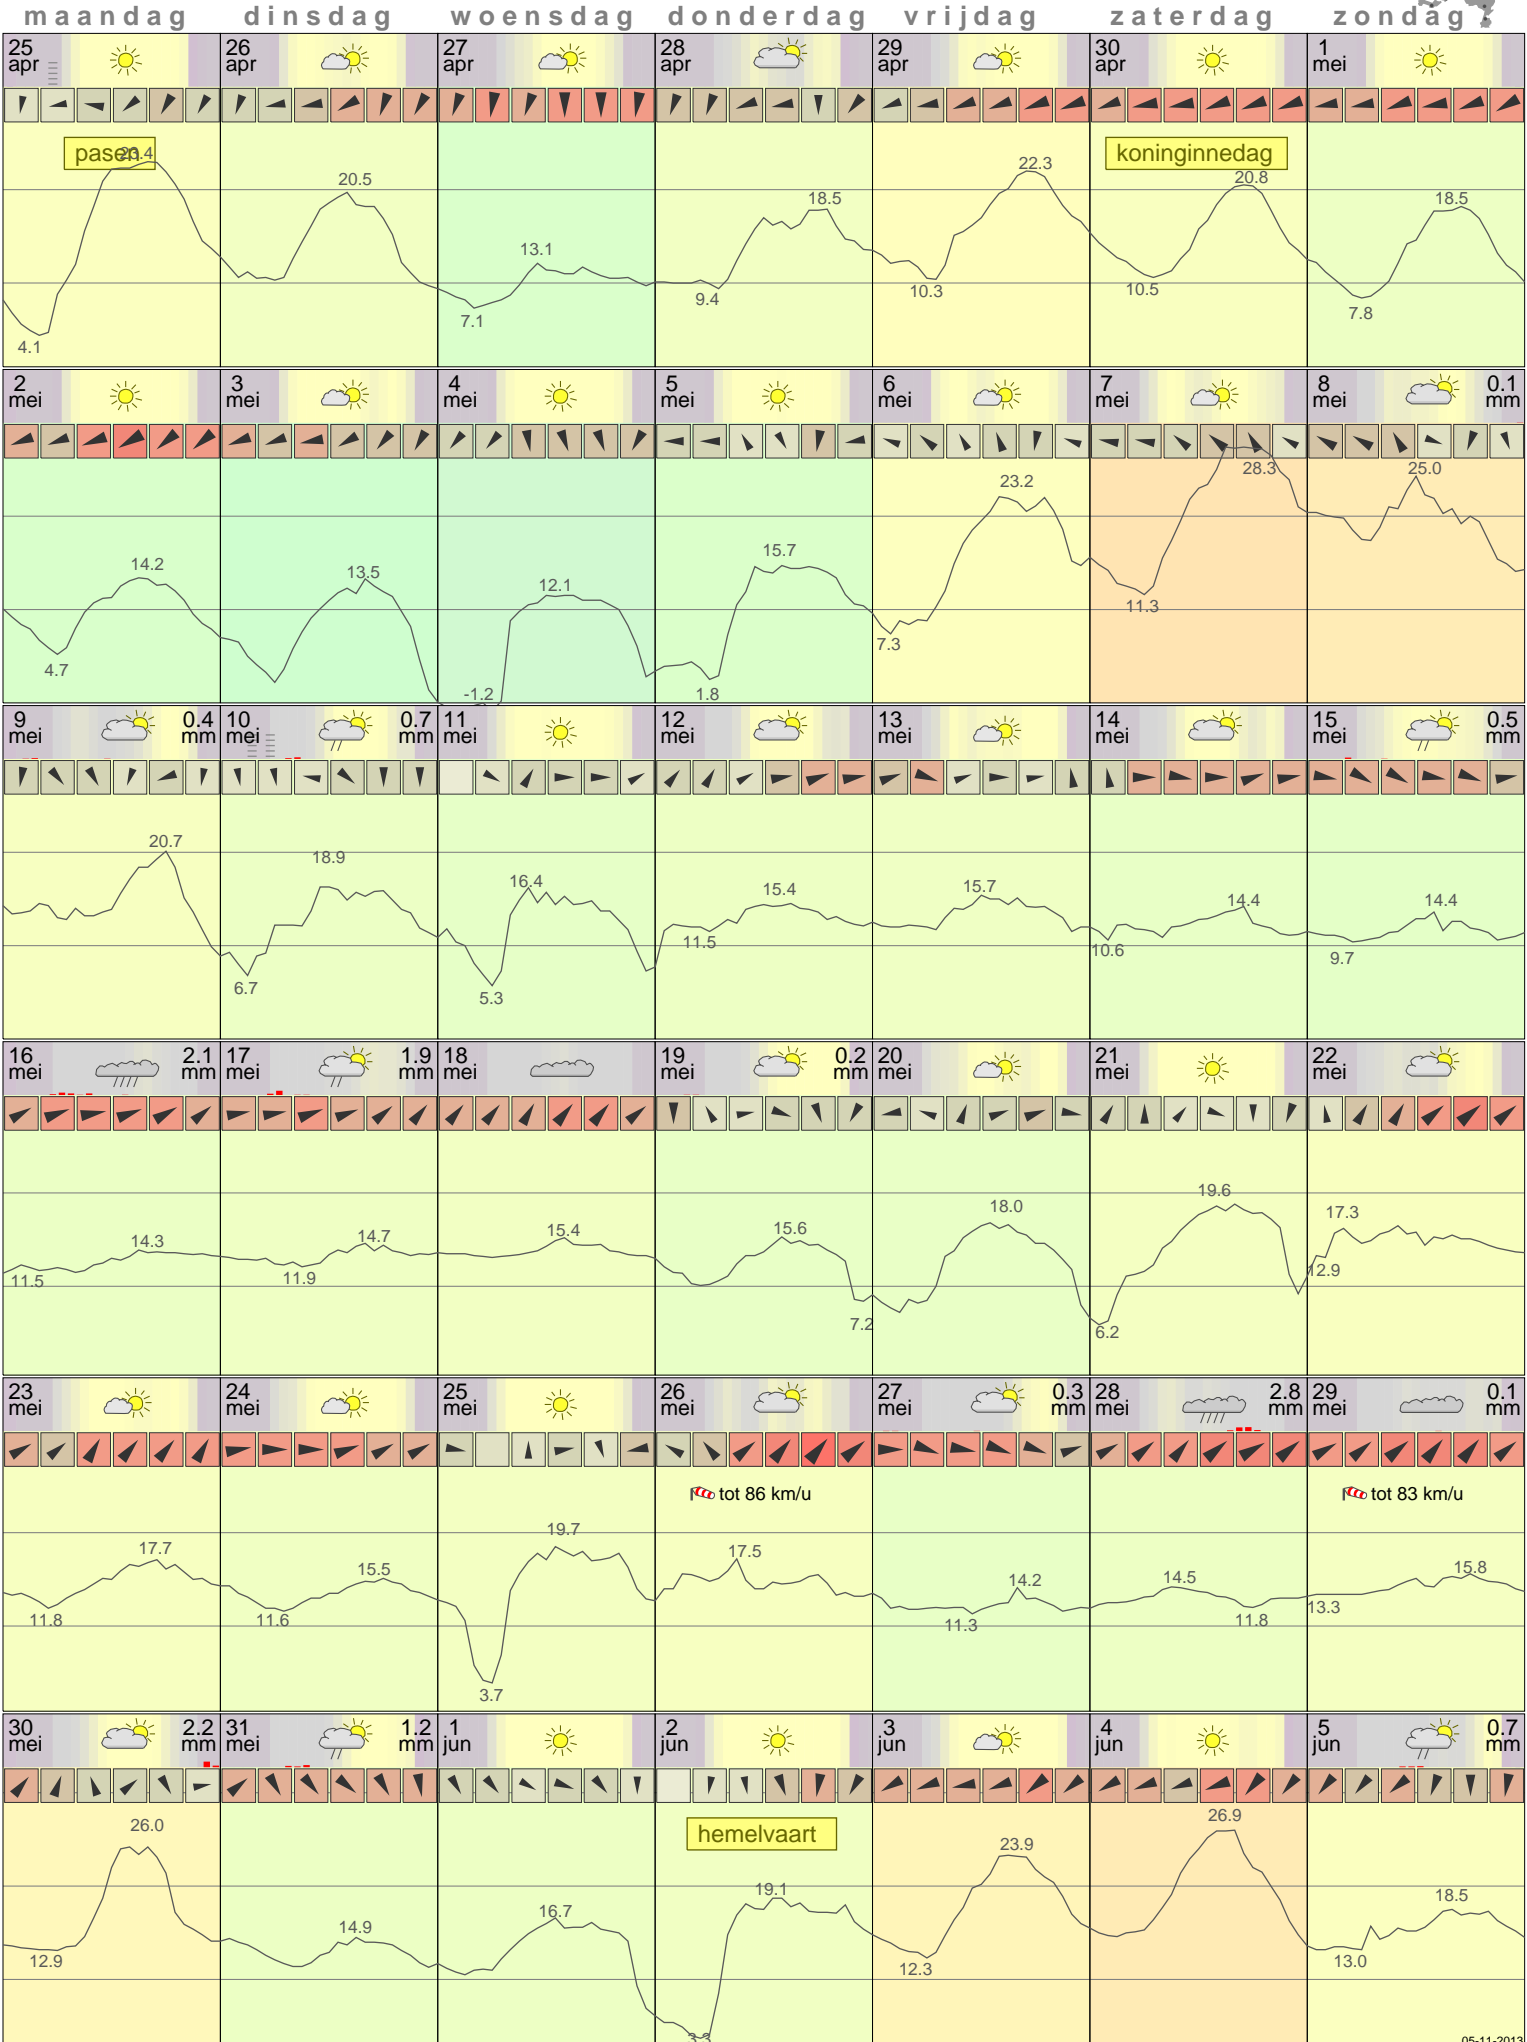 maandag dinsdag woensdag donderdag vrijdag zaterdag zondag
25 apr
26 apr
27 apr
28 apr
29 apr
30 apr
1 mei
pasen
koninginnedag
23.4
4.1
20.5
13.1
7.1
18.5
9.4
22.3
10.3
20.8
10.5
18.5
7.8
2 mei
3 mei
4 mei
5 mei
6 mei
7 mei
8 mei 0.1 mm
14.2
4.7
13.5
12.1
-1.2
15.7
1.8
23.2
7.3
28.3
11.3
25.0
9 mei 0.4 mm
10 mei 0.7 mm
11 mei
12 mei
13 mei
14 mei
15 mei 0.5 mm
20.7
18.9
6.7
16.4
5.3
15.4
11.5
15.7
14.4
10.6
14.4
9.7
16 mei 2.1 mm
17 mei 1.9 mm
18 mei
19 mei 0.2 mm
20 mei
21 mei
22 mei
14.3
11.5
14.7
11.9
15.4
15.6
7.2
18.0
19.6
6.2
17.3
12.9
23 mei
24 mei
25 mei
26 mei
27 mei 0.3 mm
28 mei 2.8 mm
29 mei 0.1 mm
tot 86 km/u
tot 83 km/u
17.7
11.8
15.5
11.6
19.7
3.7
17.5
14.2
11.3
14.5
11.8
15.8
13.3
30 mei 2.2 mm
31 mei 1.2 mm
1 jun
2 jun
3 jun
4 jun
5 jun 0.7 mm
hemelvaart
26.0
12.9
14.9
16.7
19.1
3.3
23.9
12.3
26.9
18.5
13.0
05-11-2013